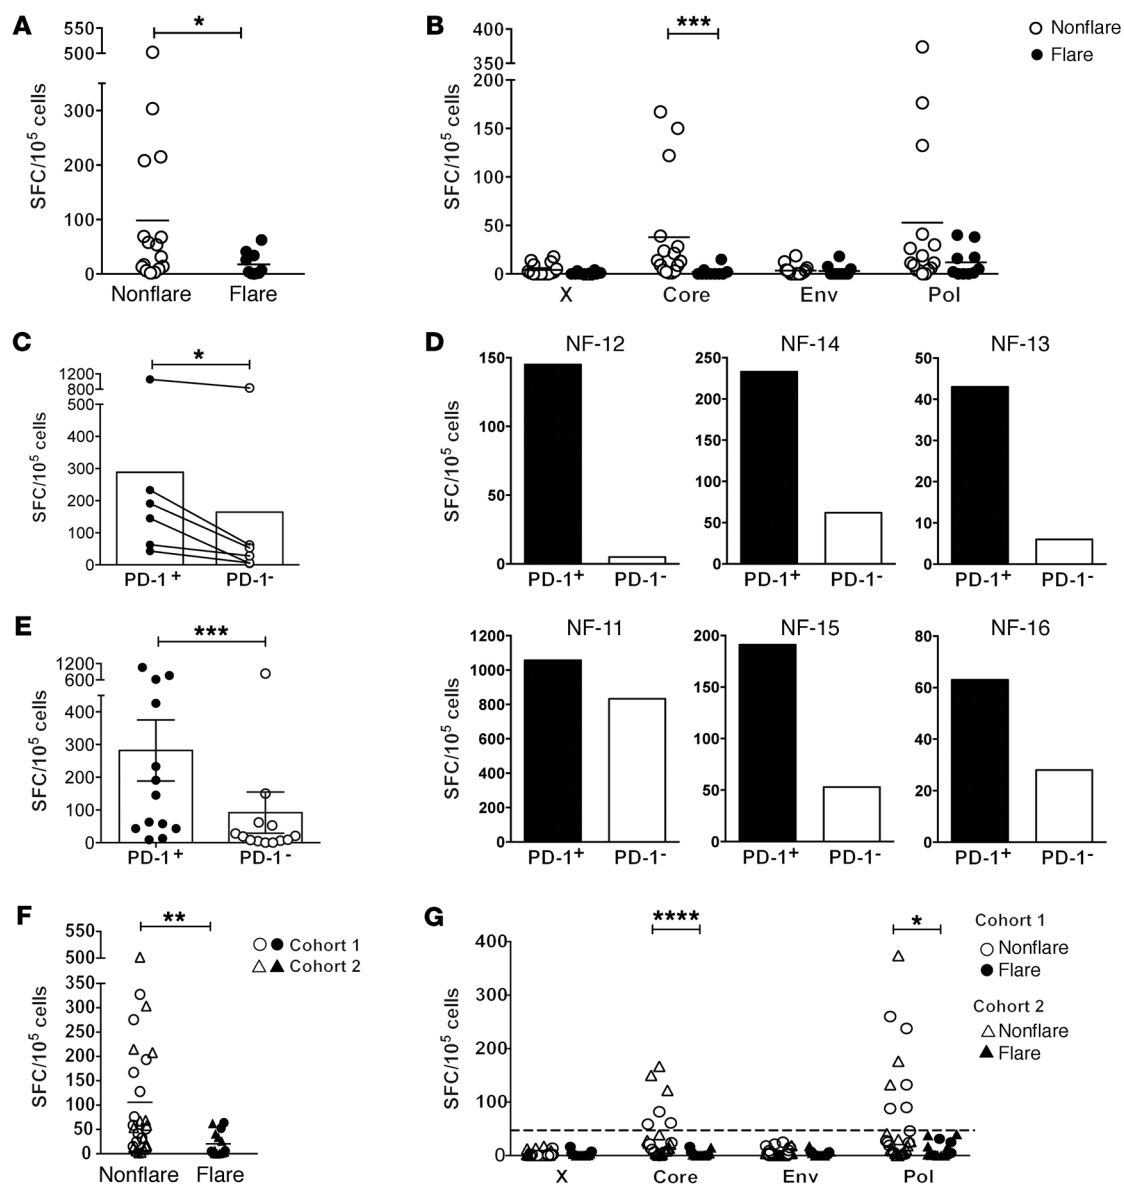 A
550
500
300
200
100
0
SFC/10⁵ cells
*
Nonflare Flare
B
400
350
200
150
100
50
0
SFC/10⁵ cells
***
X Core Env Pol
Nonflare
Flare
C
1200
800
500
400
300
200
100
0
SFC/10⁵ cells
*
PD-1⁺ PD-1⁻
D
SFC/10⁵ cells
NF-12
150
100
50
0
PD-1⁺ PD-1⁻
NF-14
250
200
150
100
50
0
PD-1⁺ PD-1⁻
NF-13
50
40
30
20
10
0
PD-1⁺ PD-1⁻
E
1200
600
400
300
200
100
0
SFC/10⁵ cells
***
PD-1⁺ PD-1⁻
SFC/10⁵ cells
NF-11
1200
1000
800
600
400
200
0
PD-1⁺ PD-1⁻
NF-15
200
150
100
50
0
PD-1⁺ PD-1⁻
NF-16
80
60
40
20
0
PD-1⁺ PD-1⁻
F
550
500
350
300
250
200
150
100
50
0
SFC/10⁵ cells
**
Cohort 1
Cohort 2
Nonflare Flare
G
400
300
200
100
0
SFC/10⁵ cells
****
*
X Core Env Pol
Cohort 1
Nonflare
Flare
Cohort 2
Nonflare
Flare